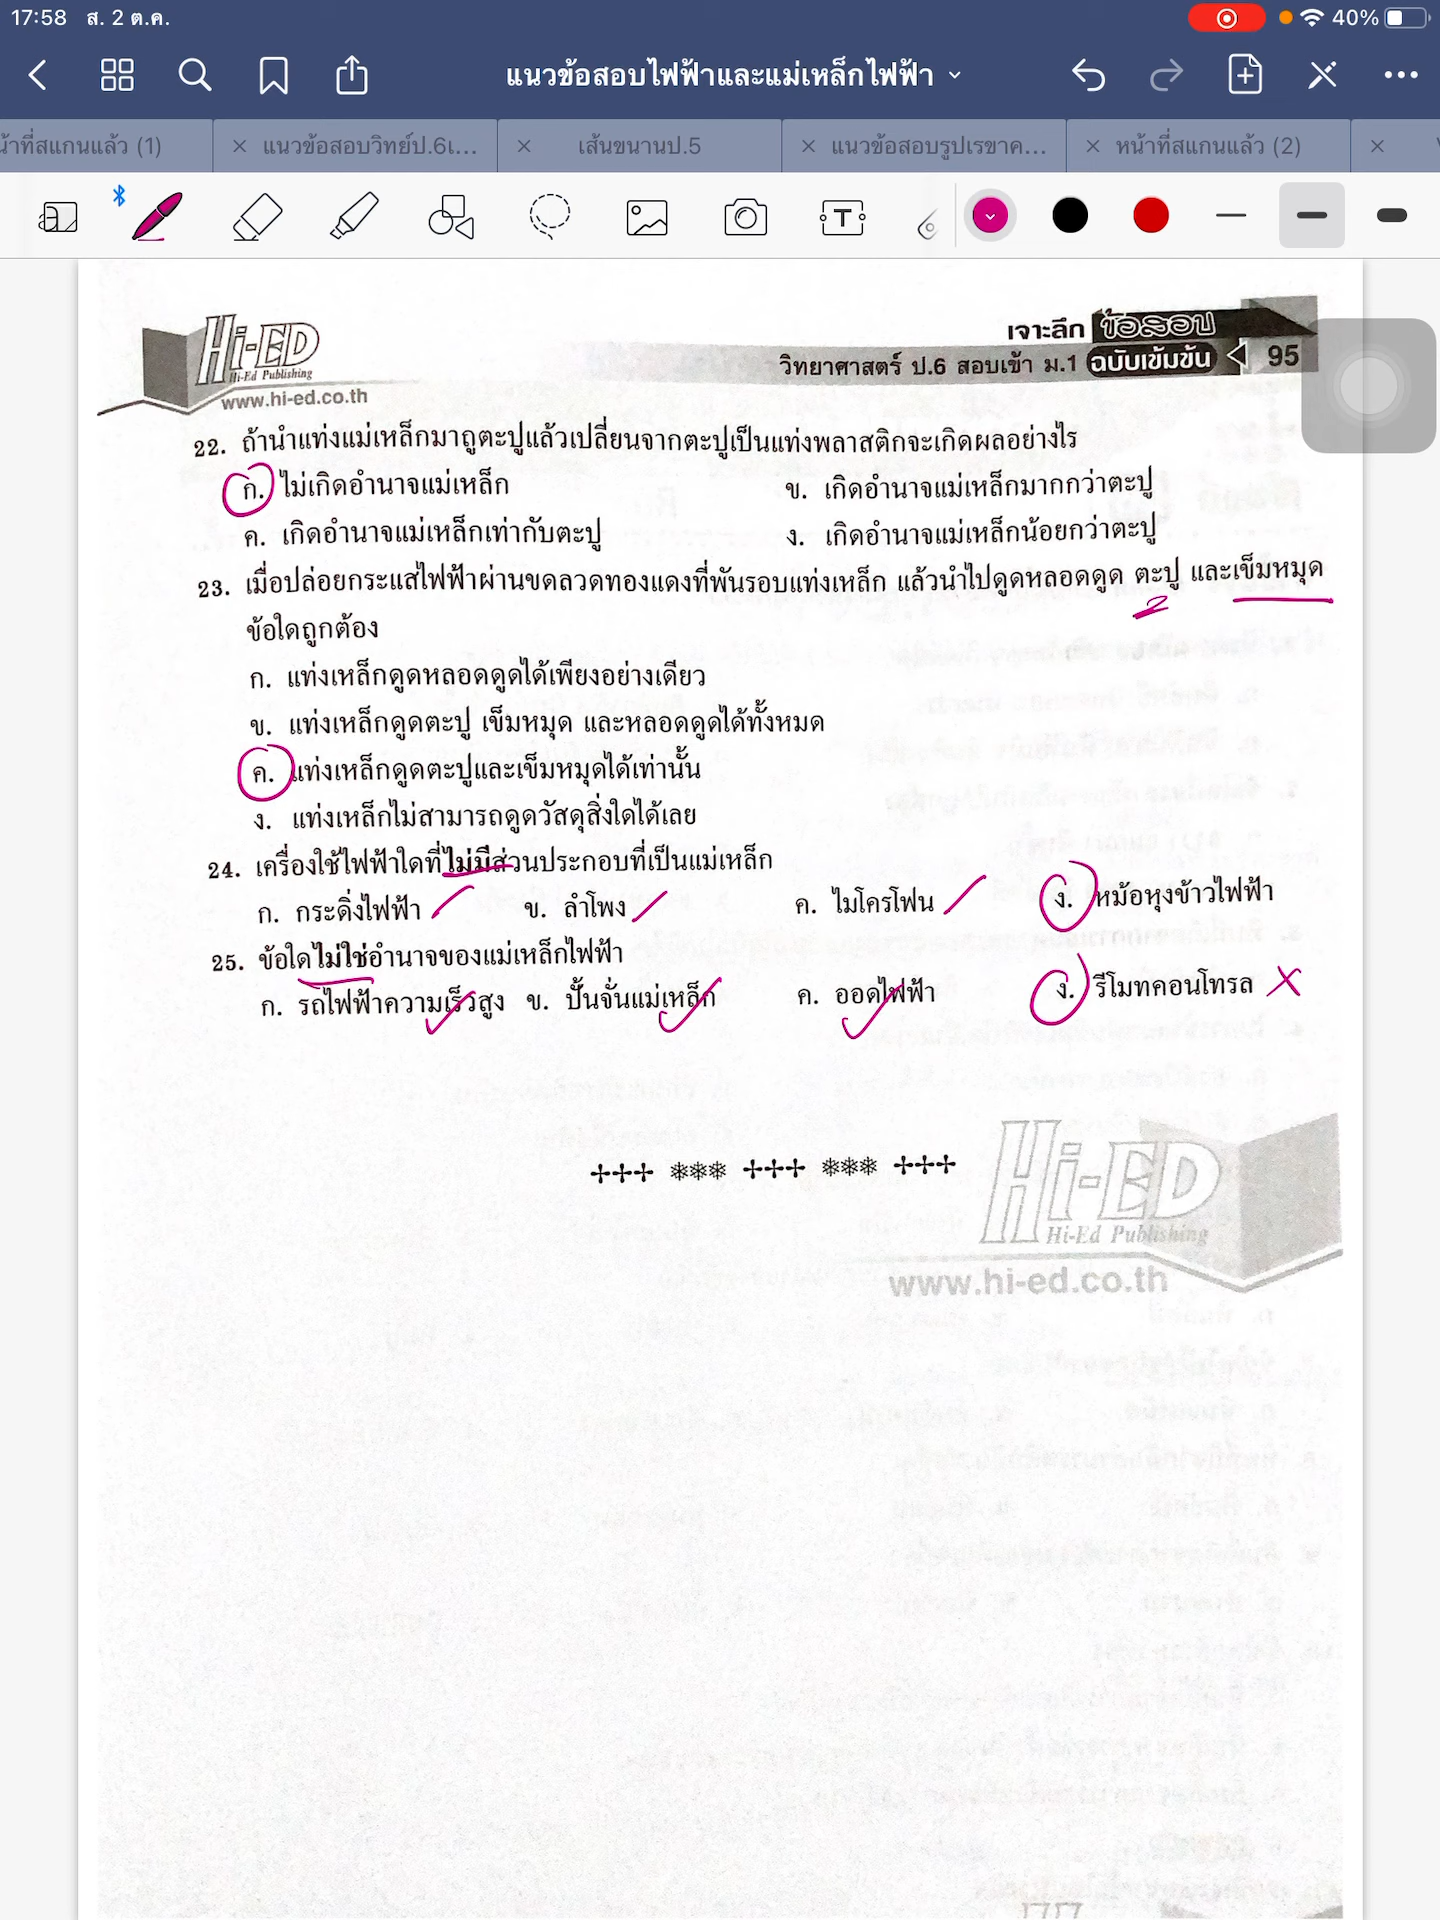 17:58 ส. 2 ต.ค. 40%
แนวข้อสอบไฟฟ้าและแม่เหล็กไฟฟ้า
น้าที่สแกนแล้ว (1) แนวข้อสอบวิทย์ป.6เ... เส้นขนานป.5 แนวข้อสอบรูปเรขาค... หน้าที่สแกนแล้ว (2)
Hi-ED
Hi-Ed Publishing
www.hi-ed.co.th
เจาะลึก ข้อสอบ
วิทยาศาสตร์ ป.6 สอบเข้า ม.1 ฉบับเข้มข้น 95
22. ถ้านำแท่งแม่เหล็กมาถูตะปูแล้วเปลี่ยนจากตะปูเป็นแท่งพลาสติกจะเกิดผลอย่างไร
ก. ไม่เกิดอำนาจแม่เหล็ก ข. เกิดอำนาจแม่เหล็กมากกว่าตะปู
ค. เกิดอำนาจแม่เหล็กเท่ากับตะปู ง. เกิดอำนาจแม่เหล็กน้อยกว่าตะปู
23. เมื่อปล่อยกระแสไฟฟ้าผ่านขดลวดทองแดงที่พันรอบแท่งเหล็ก แล้วนำไปดูดหลอดดูด ตะปู และเข็มหมุด
ข้อใดถูกต้อง
ก. แท่งเหล็กดูดหลอดดูดได้เพียงอย่างเดียว
ข. แท่งเหล็กดูดตะปู เข็มหมุด และหลอดดูดได้ทั้งหมด
ค. แท่งเหล็กดูดตะปูและเข็มหมุดได้เท่านั้น
ง. แท่งเหล็กไม่สามารถดูดวัสดุสิ่งใดได้เลย
24. เครื่องใช้ไฟฟ้าใดที่ไม่มีส่วนประกอบที่เป็นแม่เหล็ก
ก. กระดิ่งไฟฟ้า ข. ลำโพง ค. ไมโครโฟน ง. หม้อหุงข้าวไฟฟ้า
25. ข้อใดไม่ใช่อำนาจของแม่เหล็กไฟฟ้า
ก. รถไฟฟ้าความเร็วสูง ข. ปั้นจั่นแม่เหล็ก ค. ออดไฟฟ้า ง. รีโมทคอนโทรล
Hi-ED
Hi-Ed Publishing
www.hi-ed.co.th